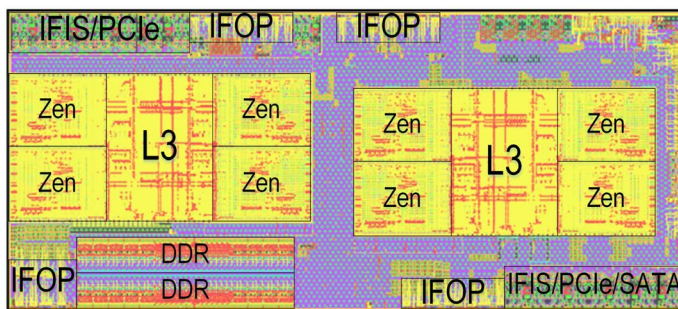 IFIS/PCIe IFOP IFOP
Zen Zen
L3
Zen Zen
Zen Zen
L3
Zen Zen
DDR
IFOP
DDR
IFOP IFIS/PCIe/SATA